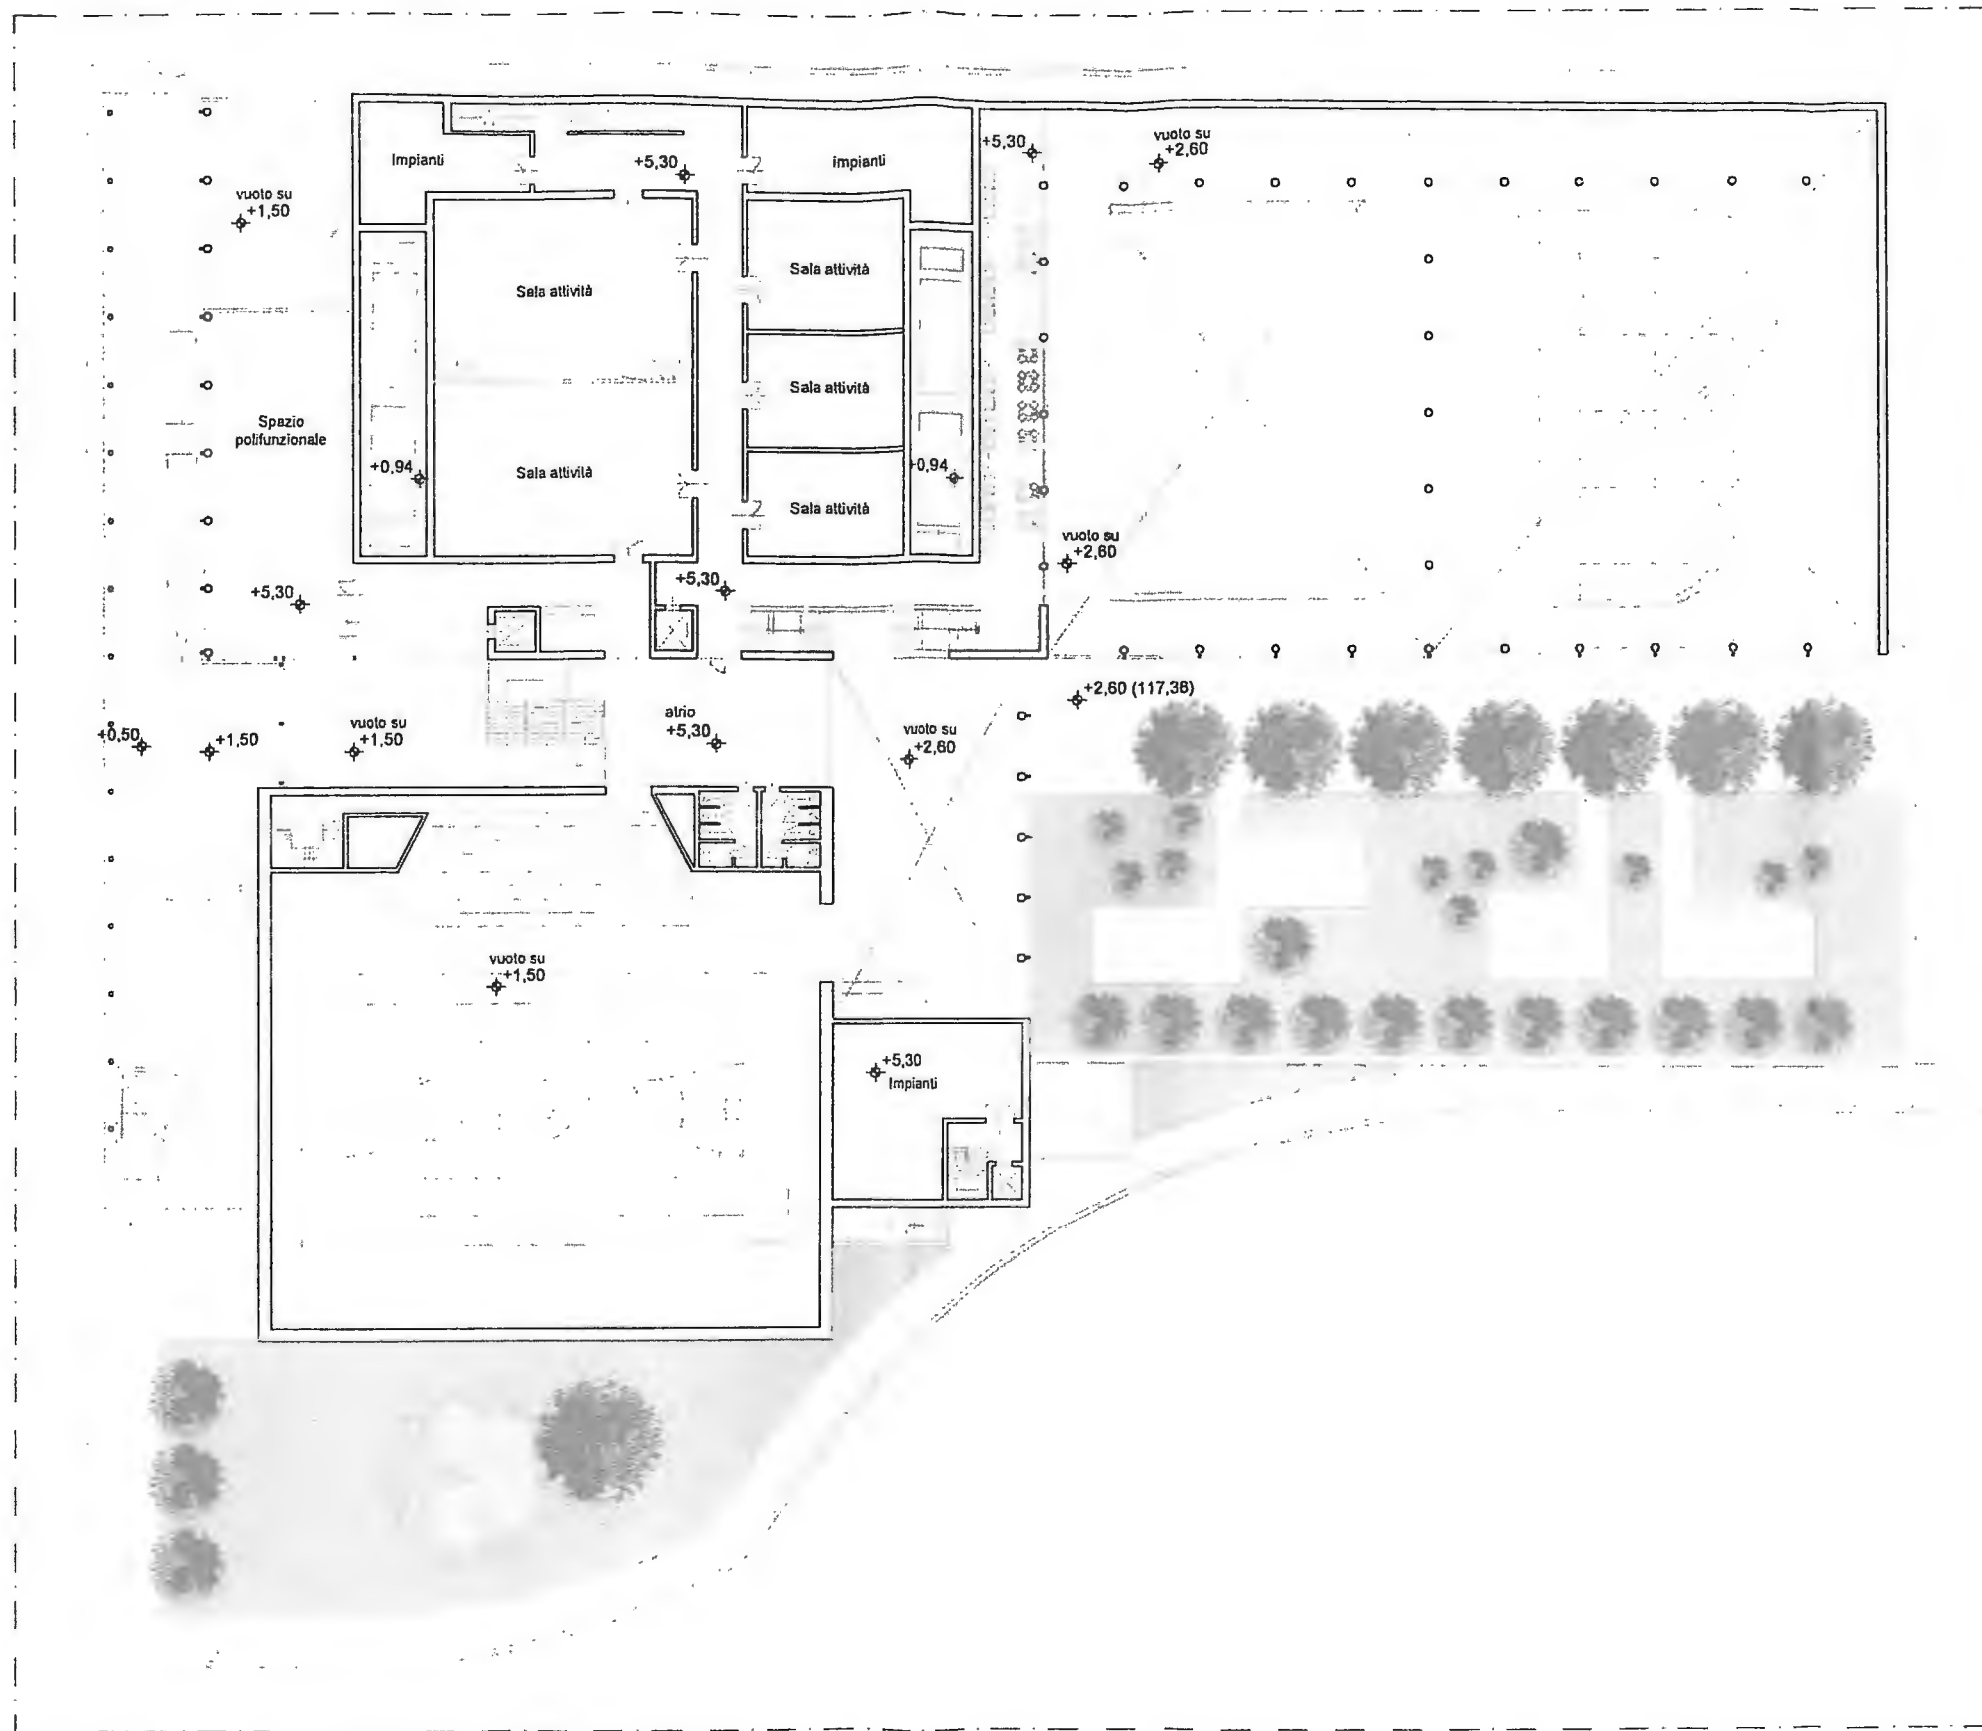 +5,30
vuoto su
+2,60
Impianti
+5,30
impianti
vuoto su
+1,50
Sala attività
Sala attività
Sala attività
Spazio
polifunzionale
+0,94
Sala attività
+0,94
Sala attività
vuoto su
+2,60
+5,30
+5,30
+2,60 (117,38)
+0,50
+1,50
vuoto su
+1,50
atrio
+5,30
vuoto su
+2,60
vuoto su
+1,50
+5,30
Impianti